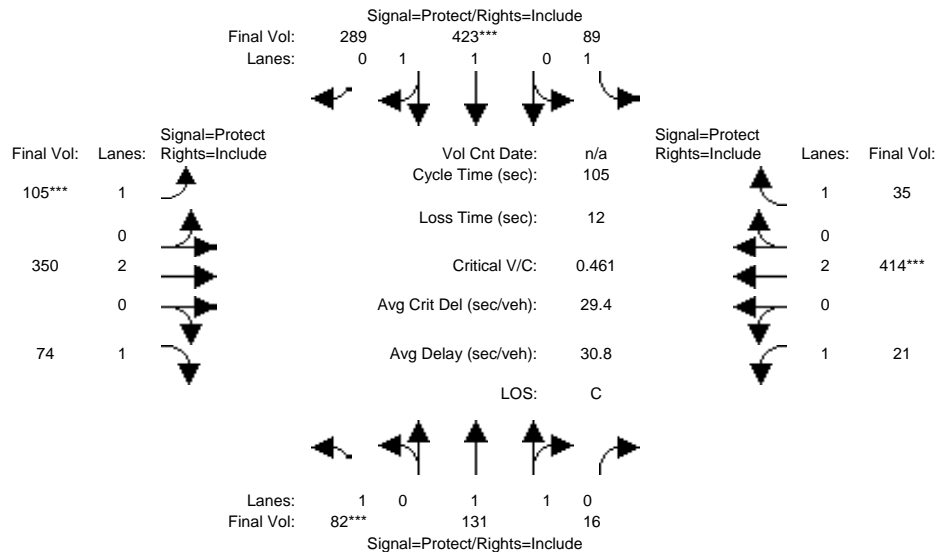 Signal=Protect/Rights=Include
Final Vol: 289 423*** 89
Lanes: 0 1 1 0 1
Signal=Protect Signal=Protect
Final Vol: Lanes: Rights=Include Vol Cnt Date: n/a Rights=Include Lanes: Final Vol:
Cycle Time (sec): 105
105*** 1 1 35
Loss Time (sec): 12
0 0
350 2 Critical V/C: 0.461 2 414***
0 Avg Crit Del (sec/veh): 29.4 0
74 1 Avg Delay (sec/veh): 30.8 1 21
LOS: C
Lanes: 1 0 1 1 0
Final Vol: 82*** 131 16
Signal=Protect/Rights=Include